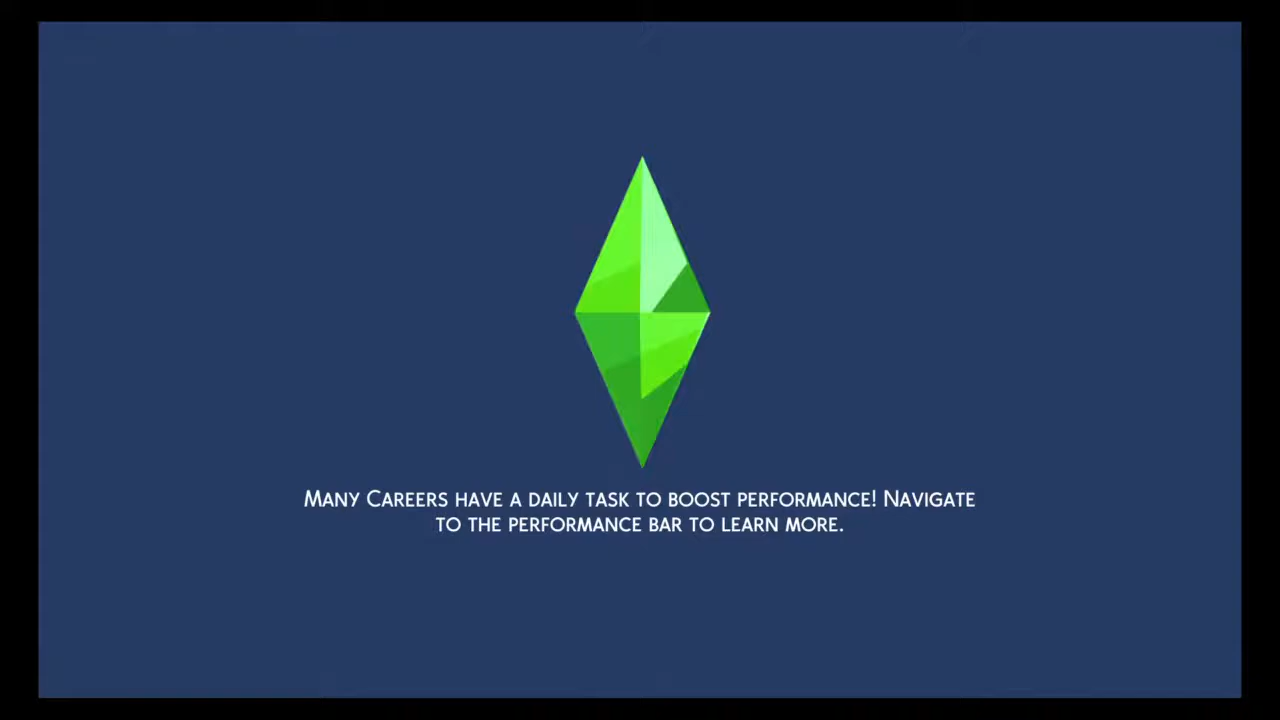 Many Careers have a daily task to boost performance! Navigate
to the performance bar to learn more.